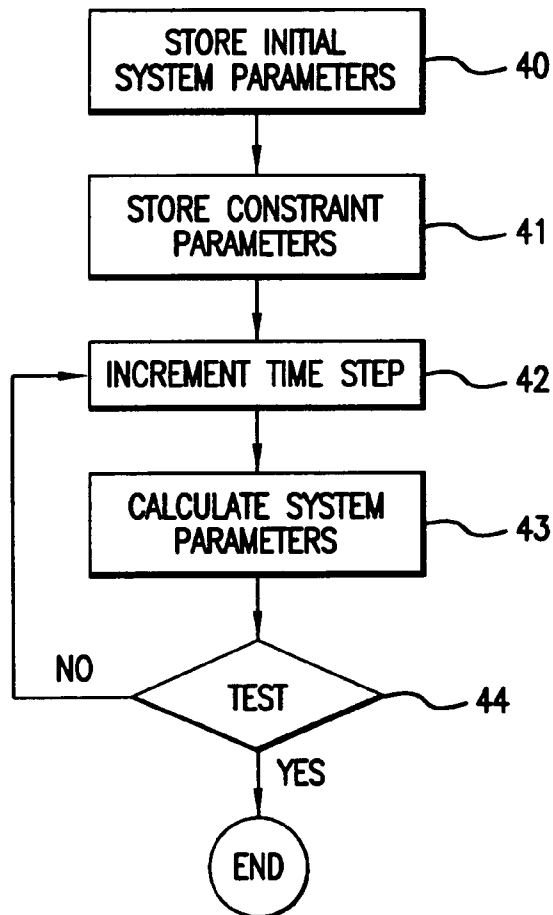 STORE INITIAL
SYSTEM PARAMETERS
40
STORE CONSTRAINT
PARAMETERS
41
INCREMENT TIME STEP
42
CALCULATE SYSTEM
PARAMETERS
43
NO
TEST
44
YES
END